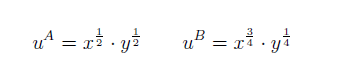 u^A = x^{1/2} · y^{1/2}   u^B = x^{3/4} · y^{1/4}